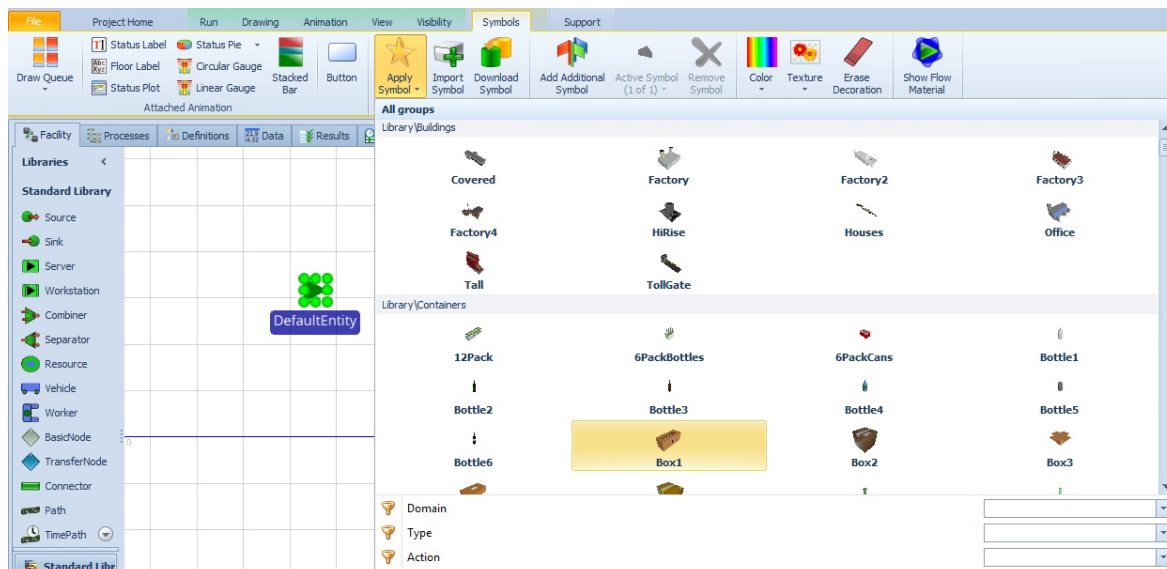 File Project Home Run Drawing Animation View Visibility Symbols Support
Draw Queue
Status Label
Floor Label
Status Plot
Status Pie
Circular Gauge
Linear Gauge
Stacked Bar
Button
Attached Animation
Apply Symbol
Import Symbol
Download Symbol
Add Additional Symbol
Active Symbol (1 of 1)
Remove Symbol
Color
Texture
Erase Decoration
Show Flow Material
Facility Processes Definitions Data Results
Libraries <
Standard Library
Source
Sink
Server
Workstation
Combiner
Separator
Resource
Vehicle
Worker
BasicNode
TransferNode
Connector
Path
TimePath
Standard Libr
DefaultEntity
0
All groups
Library\Buildings
Covered Factory Factory2 Factory3
Factory4 HiRise Houses Office
Tall TollGate
Library\Containers
12Pack 6PackBottles 6PackCans Bottle1
Bottle2 Bottle3 Bottle4 Bottle5
Bottle6 Box1 Box2 Box3
Domain
Type
Action